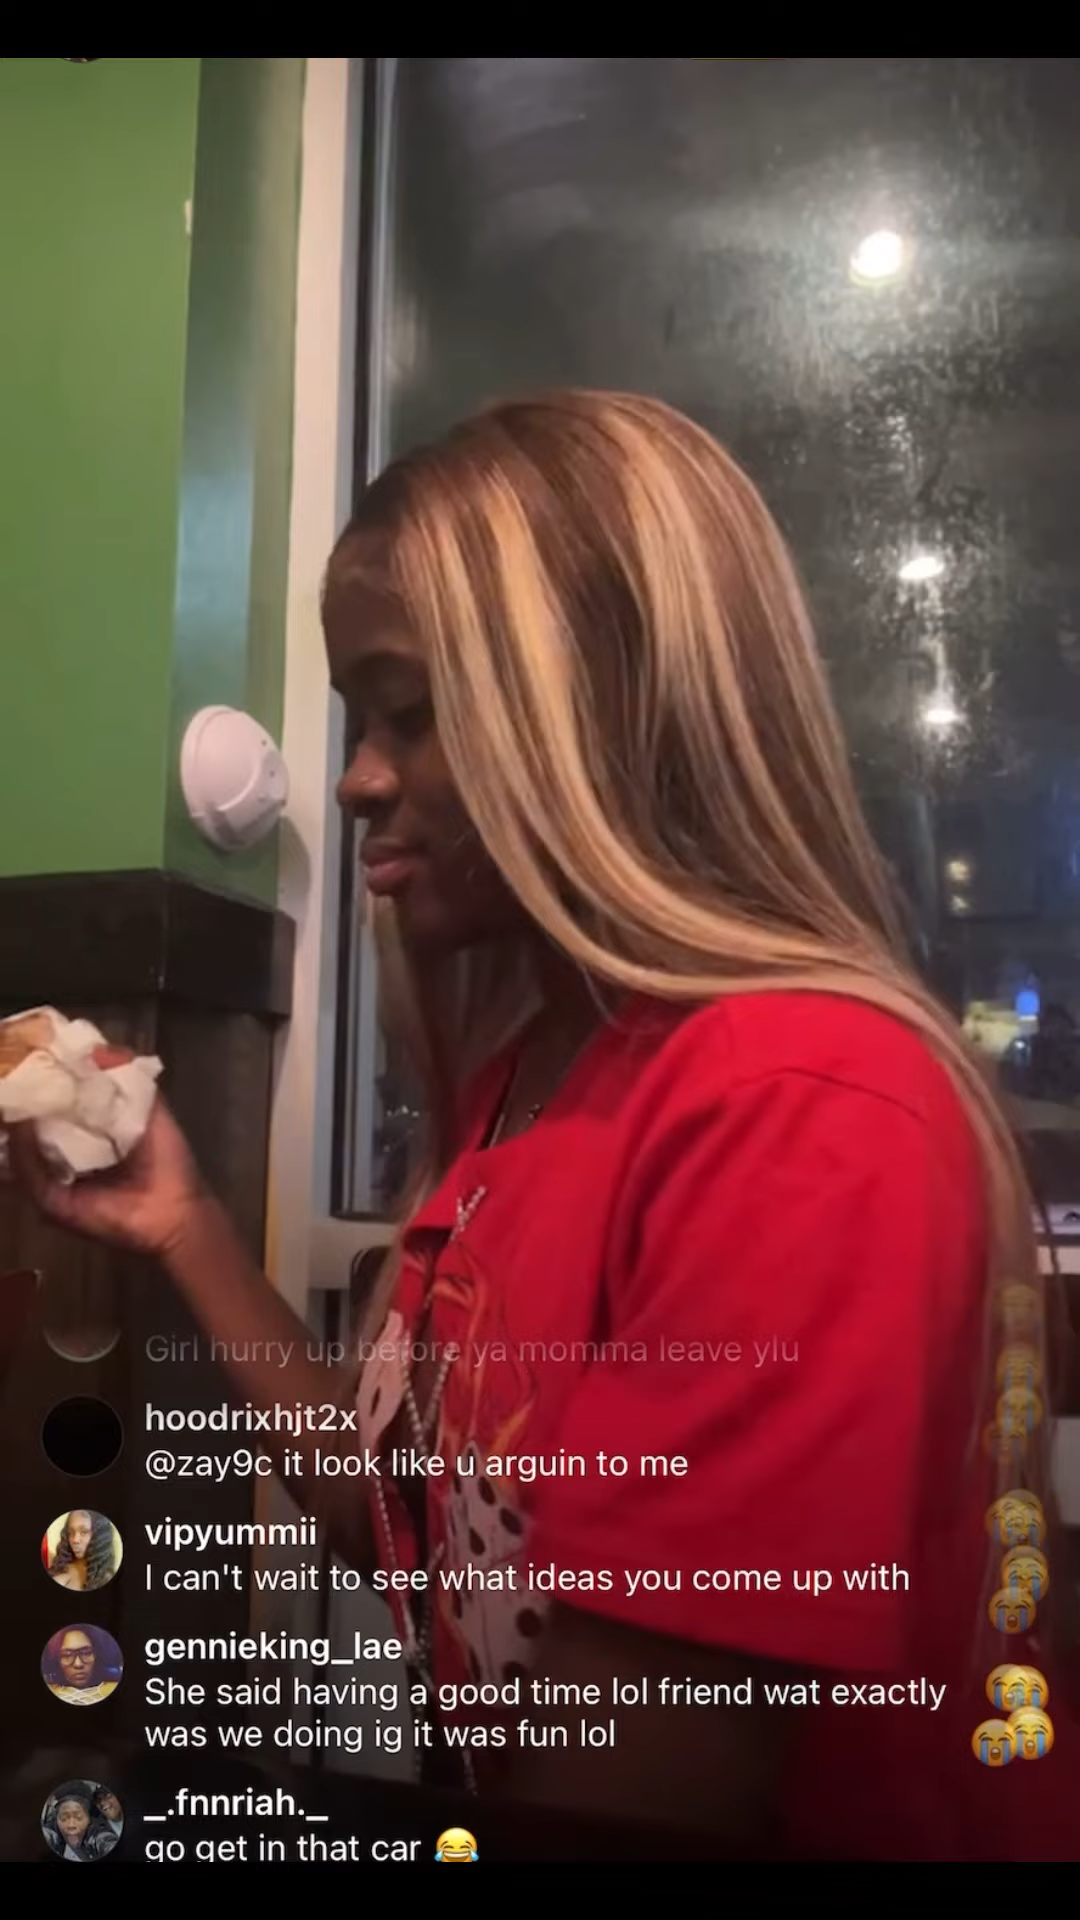 Girl hurry up before ya momma leave ylu
hoodrixhjt2x
@zay9c it look like u arguin to me
vipyummii
I can't wait to see what ideas you come up with
gennieking_lae
She said having a good time lol friend wat exactly
was we doing ig it was fun lol
_.fnnriah._
go get in that car 😂